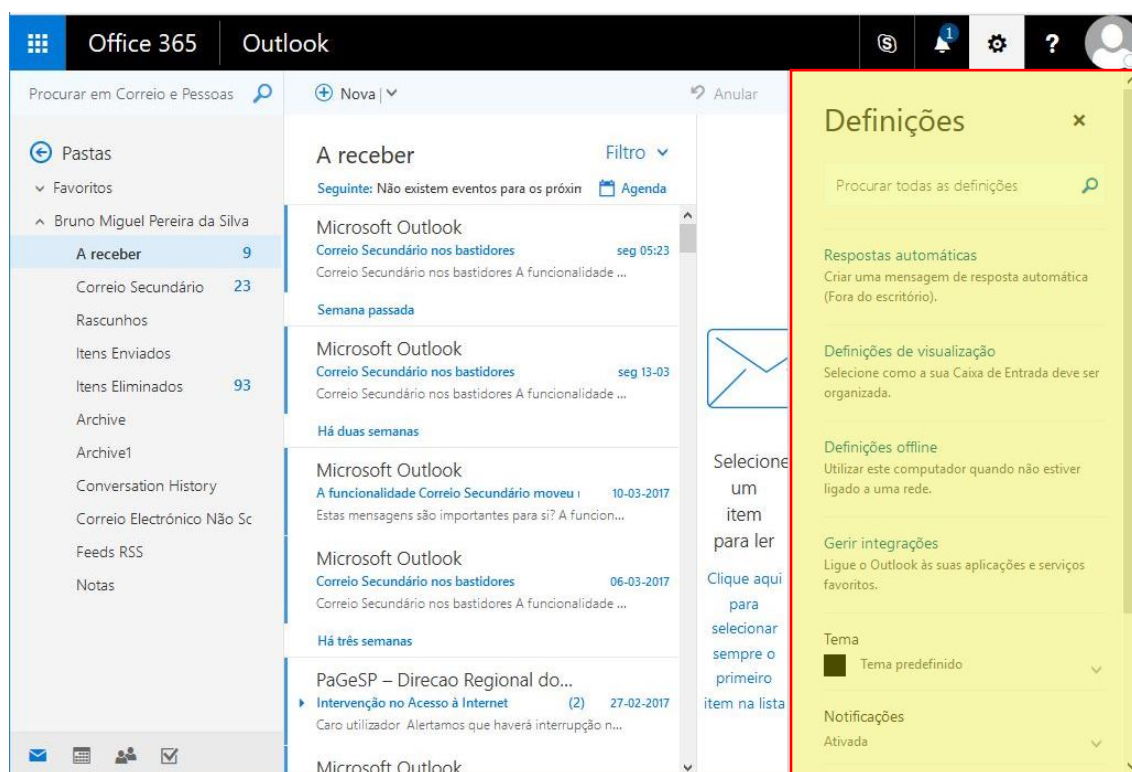 Office 365
Outlook
1
?
Procurar em Correio e Pessoas
Nova
Anular
Pastas
Favoritos
Bruno Miguel Pereira da Silva
A receber 9
Correio Secundário 23
Rascunhos
Itens Enviados
Itens Eliminados 93
Archive
Archive1
Conversation History
Correio Electrónico Não Sc
Feeds RSS
Notas
A receber
Filtro
Seguinte: Não existem eventos para os próxin
Agenda
Microsoft Outlook
Correio Secundário nos bastidores seg 05:23
Correio Secundário nos bastidores A funcionalidade ...
Semana passada
Microsoft Outlook
Correio Secundário nos bastidores seg 13-03
Correio Secundário nos bastidores A funcionalidade ...
Há duas semanas
Microsoft Outlook
A funcionalidade Correio Secundário moveu 10-03-2017
Estas mensagens são importantes para si? A funcion...
Microsoft Outlook
Correio Secundário nos bastidores 06-03-2017
Correio Secundário nos bastidores A funcionalidade ...
Há três semanas
PaGeSP – Direcao Regional do...
Intervenção no Acesso à Internet (2) 27-02-2017
Caro utilizador Alertamos que haverá interrupção n...
Microsoft Outlook
Selecione
um
item
para ler
Clique aqui
para
selecionar
sempre o
primeiro
item na lista
Definições
Procurar todas as definições
Respostas automáticas
Criar uma mensagem de resposta automática
(Fora do escritório).
Definições de visualização
Selecione como a sua Caixa de Entrada deve ser
organizada.
Definições offline
Utilizar este computador quando não estiver
ligado a uma rede.
Gerir integrações
Ligue o Outlook às suas aplicações e serviços
favoritos.
Tema
Tema predefinido
Notificações
Ativada